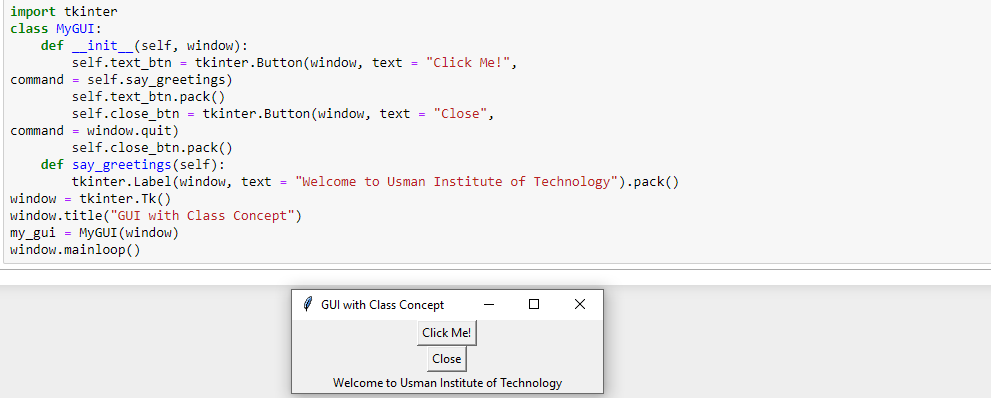 import tkinter
class MyGUI:
    def __init__(self, window):
        self.text_btn = tkinter.Button(window, text = "Click Me!",
command = self.say_greetings)
        self.text_btn.pack()
        self.close_btn = tkinter.Button(window, text = "Close",
command = window.quit)
        self.close_btn.pack()
    def say_greetings(self):
        tkinter.Label(window, text = "Welcome to Usman Institute of Technology").pack()
window = tkinter.Tk()
window.title("GUI with Class Concept")
my_gui = MyGUI(window)
window.mainloop()
GUI with Class Concept
Click Me!
Close
Welcome to Usman Institute of Technology